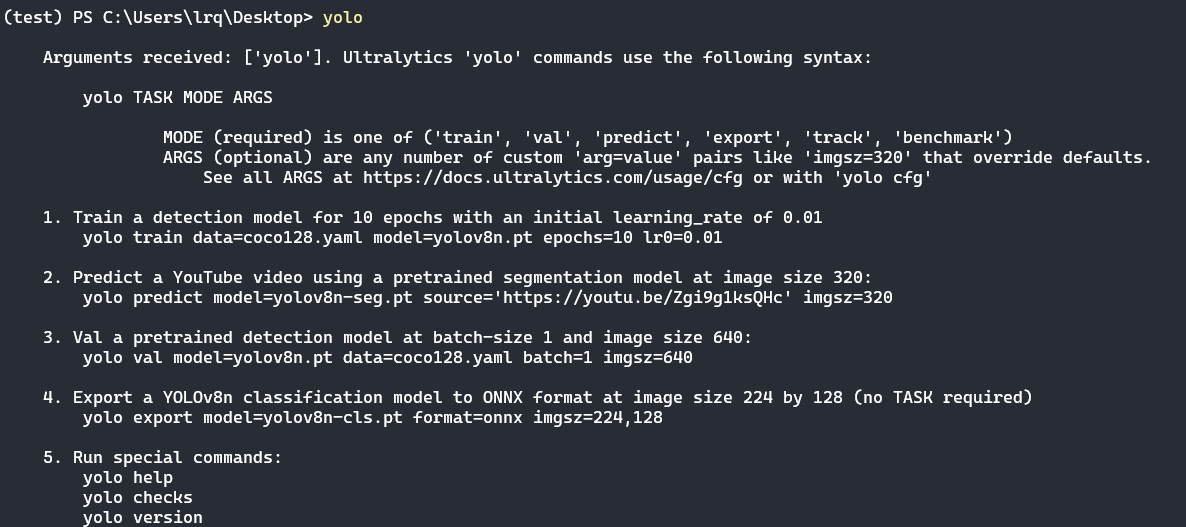 (test) PS C:\Users\lrq\Desktop> yolo
Arguments received: ['yolo']. Ultralytics 'yolo' commands use the following syntax:
yolo TASK MODE ARGS
MODE (required) is one of ('train', 'val', 'predict', 'export', 'track', 'benchmark')
ARGS (optional) are any number of custom 'arg=value' pairs like 'imgsz=320' that override defaults.
See all ARGS at https://docs.ultralytics.com/usage/cfg or with 'yolo cfg'
1. Train a detection model for 10 epochs with an initial learning_rate of 0.01
yolo train data=coco128.yaml model=yolov8n.pt epochs=10 lr0=0.01
2. Predict a YouTube video using a pretrained segmentation model at image size 320:
yolo predict model=yolov8n-seg.pt source='https://youtu.be/Zgi9g1ksQHc' imgsz=320
3. Val a pretrained detection model at batch-size 1 and image size 640:
yolo val model=yolov8n.pt data=coco128.yaml batch=1 imgsz=640
4. Export a YOLOv8n classification model to ONNX format at image size 224 by 128 (no TASK required)
yolo export model=yolov8n-cls.pt format=onnx imgsz=224,128
5. Run special commands:
yolo help
yolo checks
yolo version